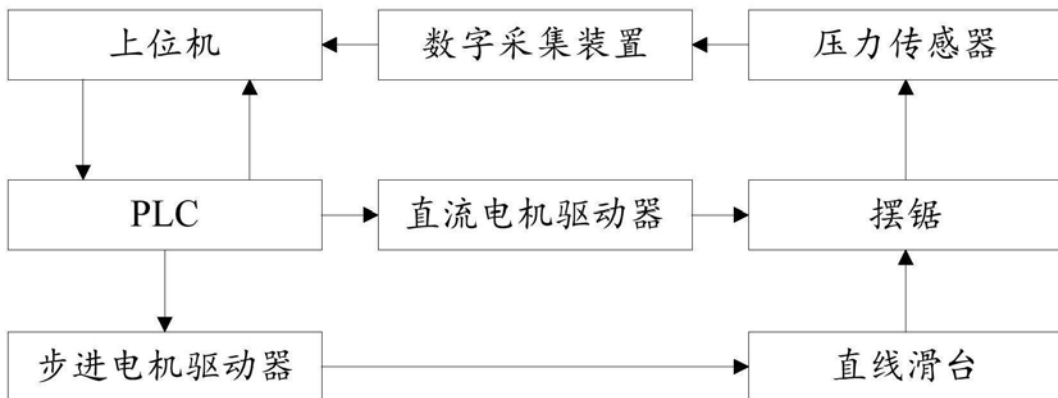 上位机
数字采集装置
压力传感器
PLC
直流电机驱动器
摆锯
步进电机驱动器
直线滑台